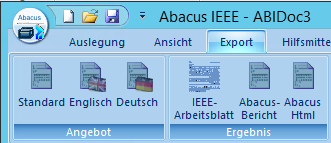 Abacus IEEE - ABIDoc3
Abacus
Auslegung Ansicht Export Hilfsmitte
Standard Englisch Deutsch IEEE-Arbeitsblatt Abacus-Bericht Abacus Html
Angebot Ergebnis